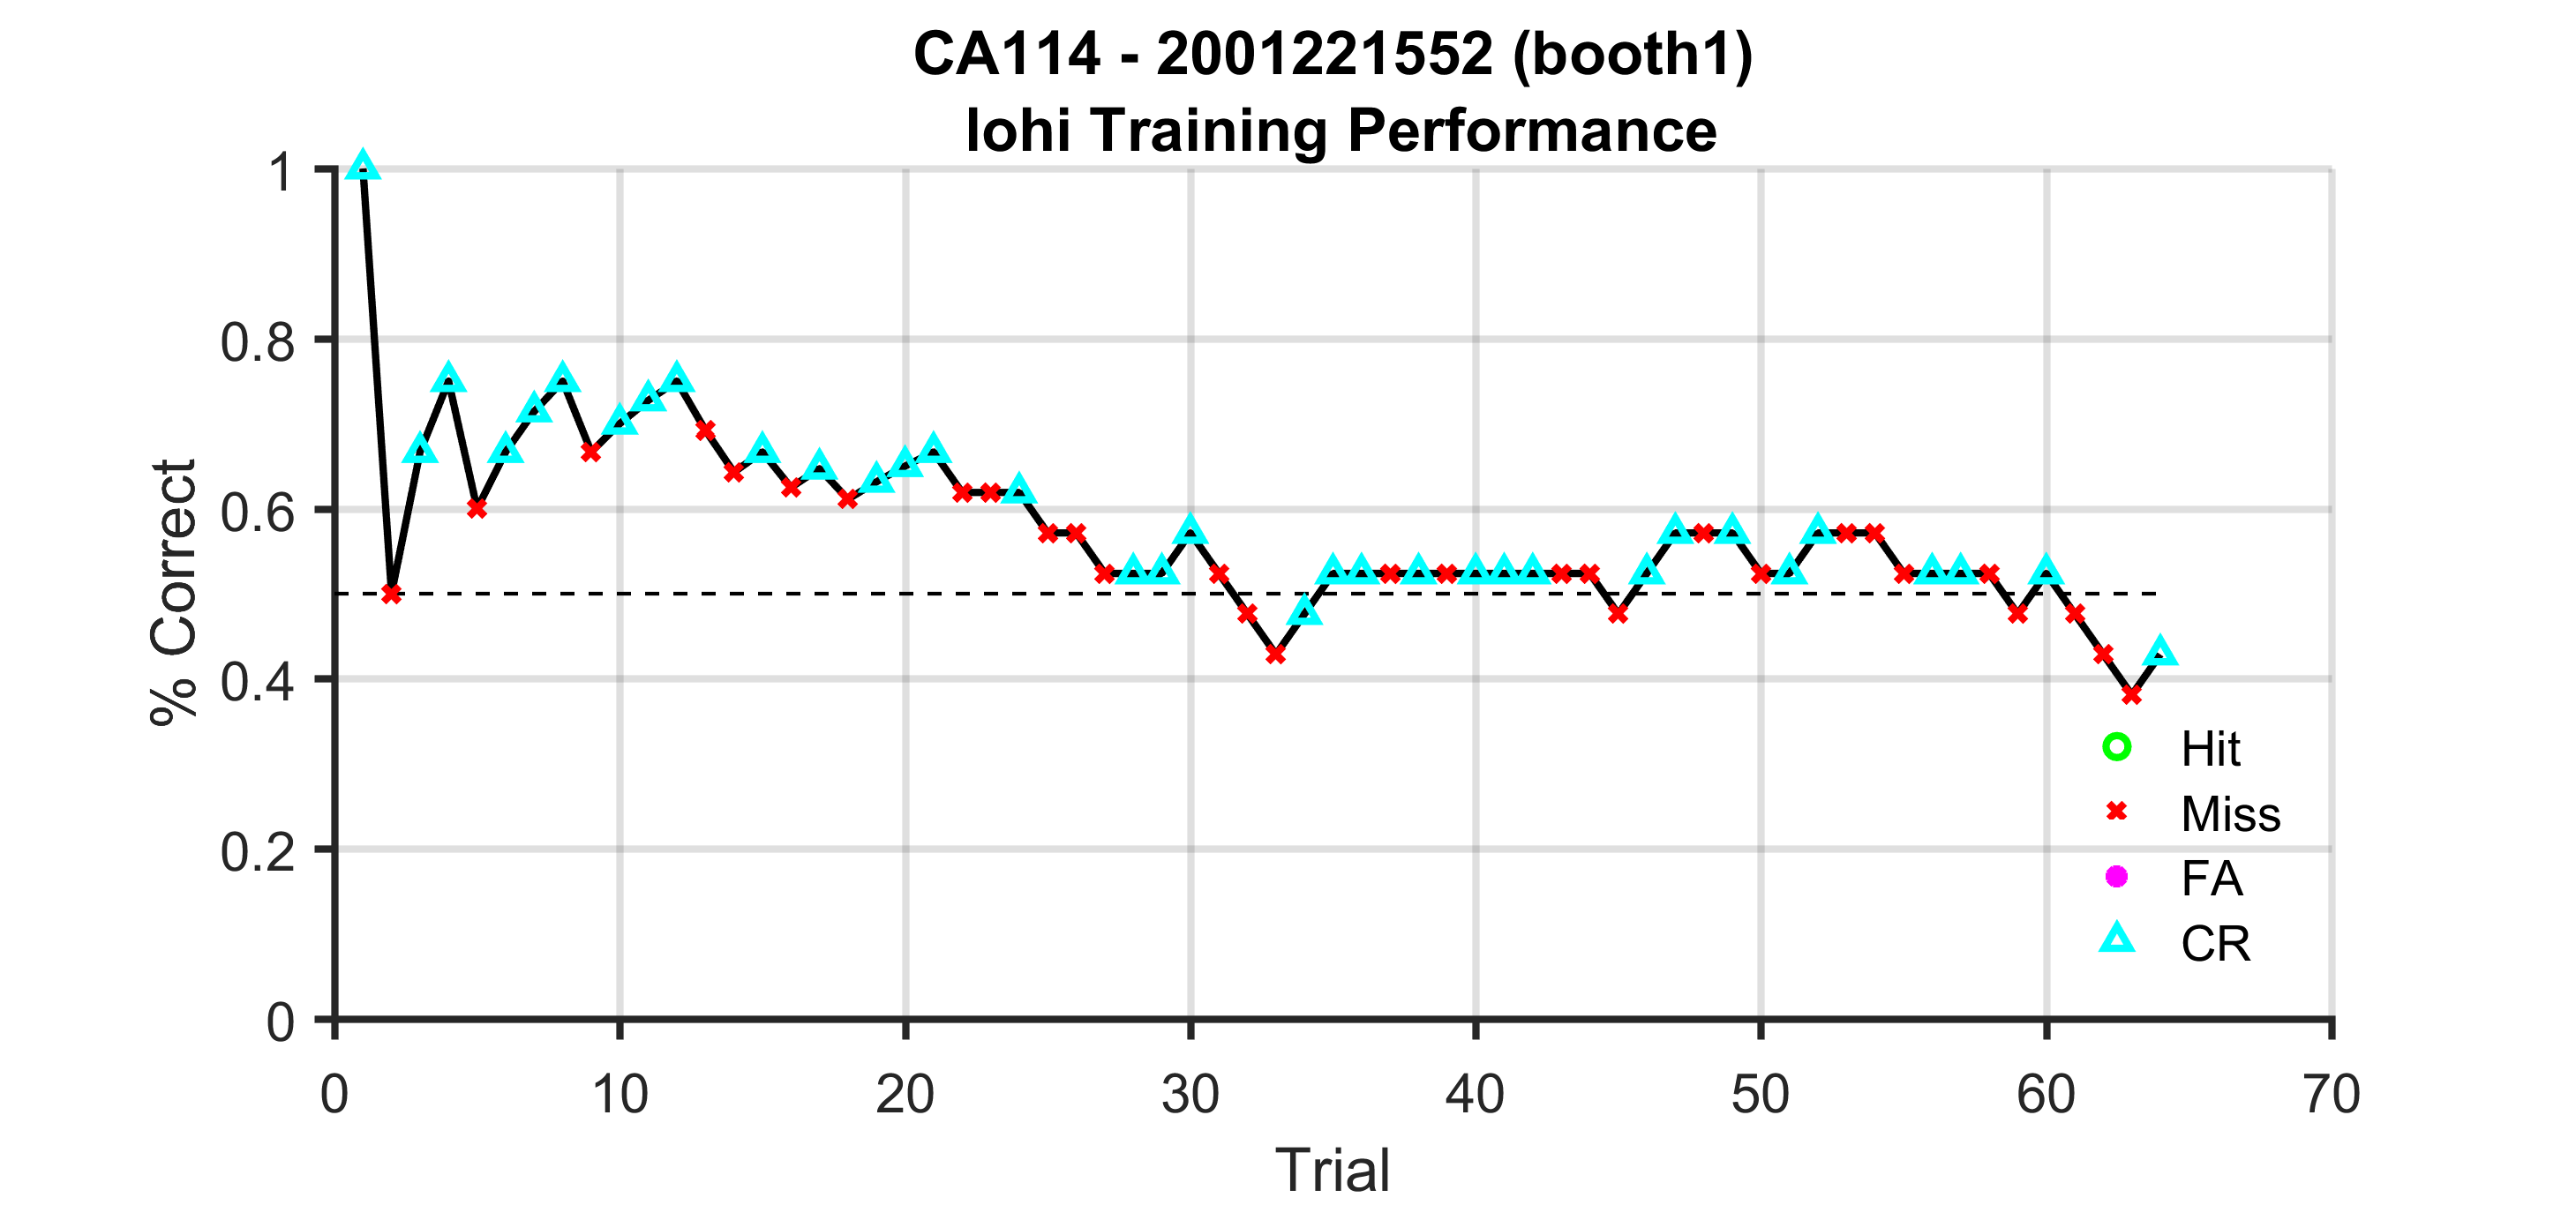 CA114 - 2001221552 (booth1)
lohi Training Performance
% Correct
1
0.8
0.6
0.4
0.2
0
0 10 20 30 40 50 60 70
Trial
Hit
Miss
FA
CR